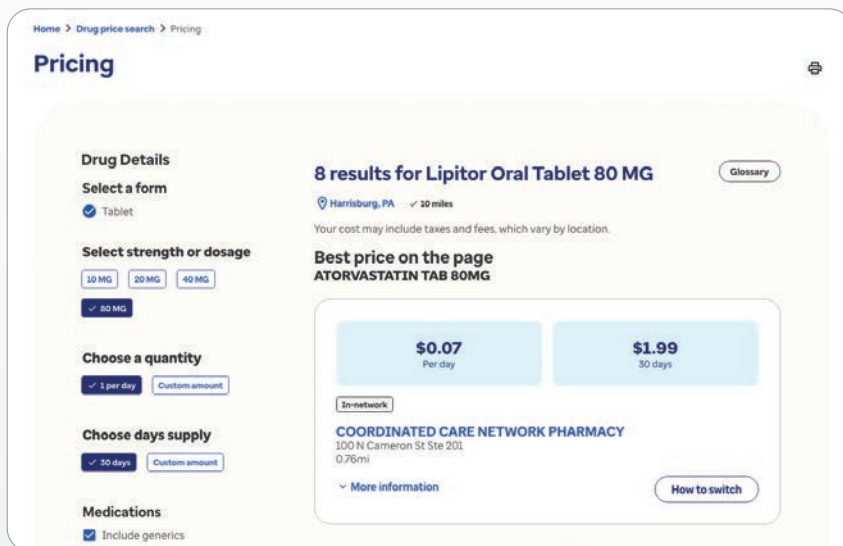 Home > Drug price search > Pricing
Pricing
Drug Details
Select a form
Tablet
Select strength or dosage
10 MG 20 MG 40 MG
80 MG
Choose a quantity
1 per day Custom amount
Choose days supply
30 days Custom amount
Medications
Include generics
8 results for Lipitor Oral Tablet 80 MG
Glossary
Harrisburg, PA 10 miles
Your cost may include taxes and fees, which vary by location.
Best price on the page
ATORVASTATIN TAB 80MG
$0.07 $1.99
Per day 30 days
In-network
COORDINATED CARE NETWORK PHARMACY
100 N Cameron St Ste 201
0.76mi
More information How to switch